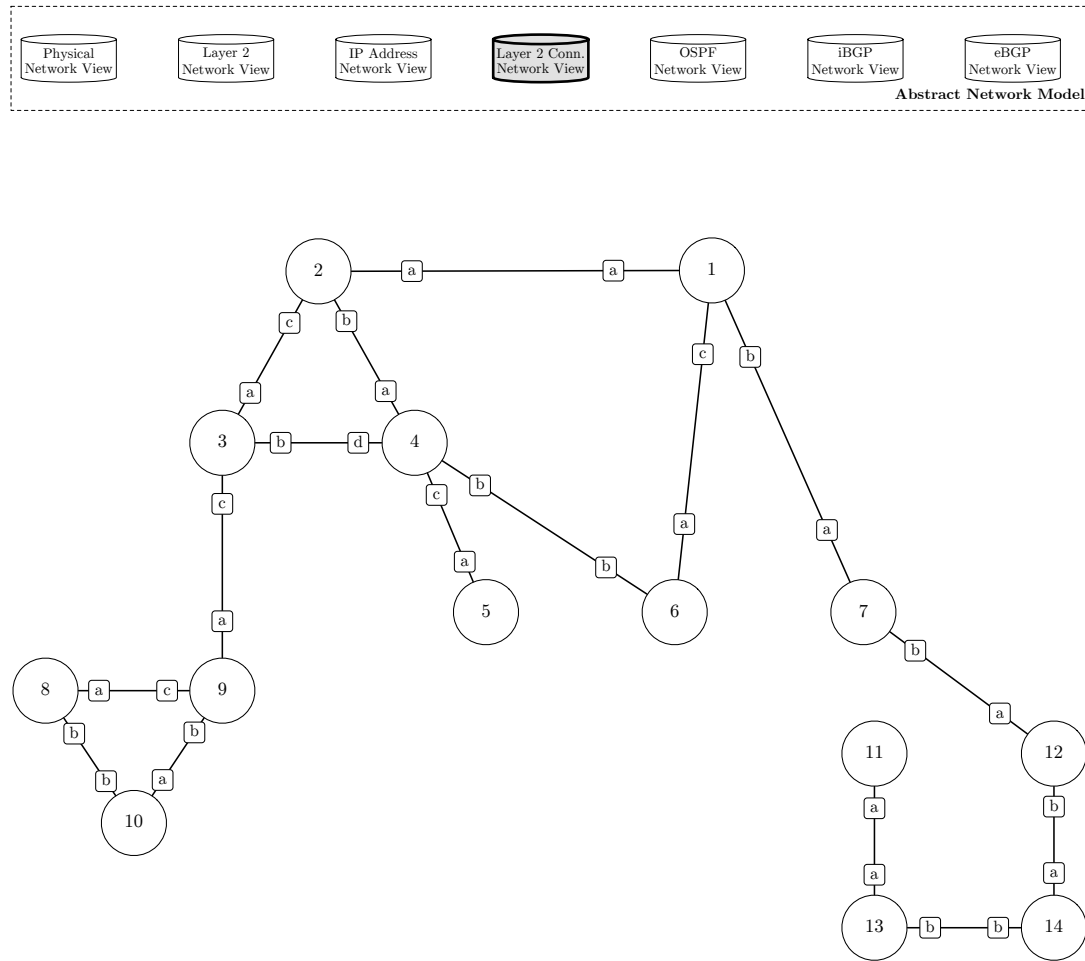 Physical
Network View
Layer 2
Network View
IP Address
Network View
Layer 2 Conn.
Network View
OSPF
Network View
iBGP
Network View
eBGP
Network View
Abstract Network Model
2
a
a
1
c
b
c
b
a
a
3
b
d
4
c
c
b
a
a
b
a
5
6
7
a
b
8
a
c
9
b
b
a
b
a
10
11
12
a
b
a
a
13
b
b
14